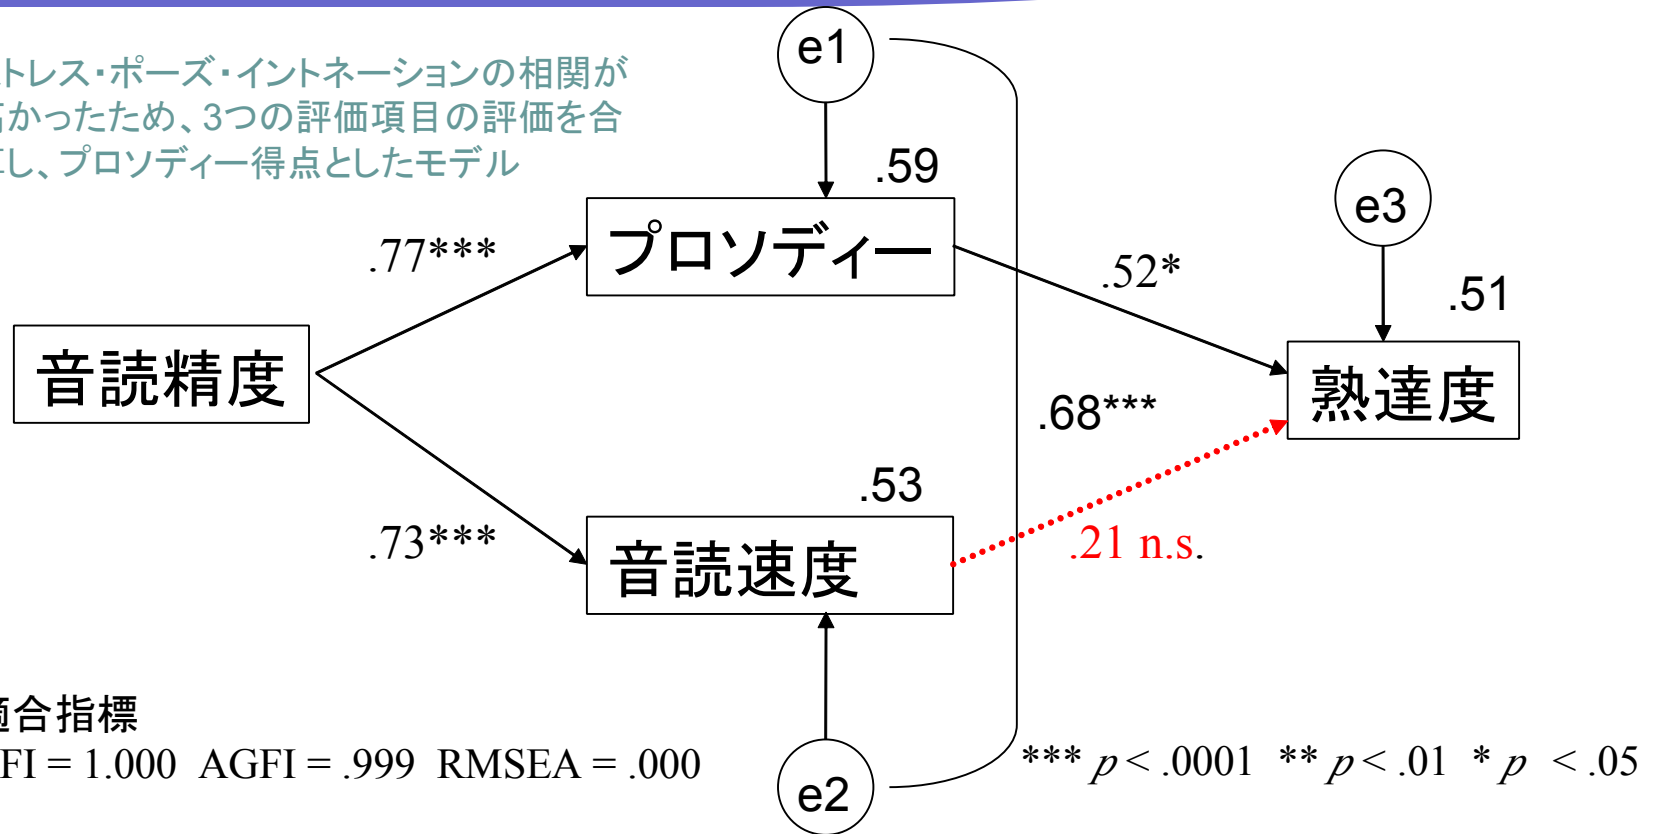 トレス・ポーズ・イントネーションの相関が
かったため、3つの評価項目の評価を合
し、プロソディー得点としたモデル
e1
.59
e3
.77***
プロソディー
.52*
.51
音読精度
熟達度
.68***
.53
.73***
音読速度
.21 n.s.
適合指標
FI = 1.000 AGFI = .999 RMSEA = .000
*** p < .0001 ** p < .01 * p < .05
e2